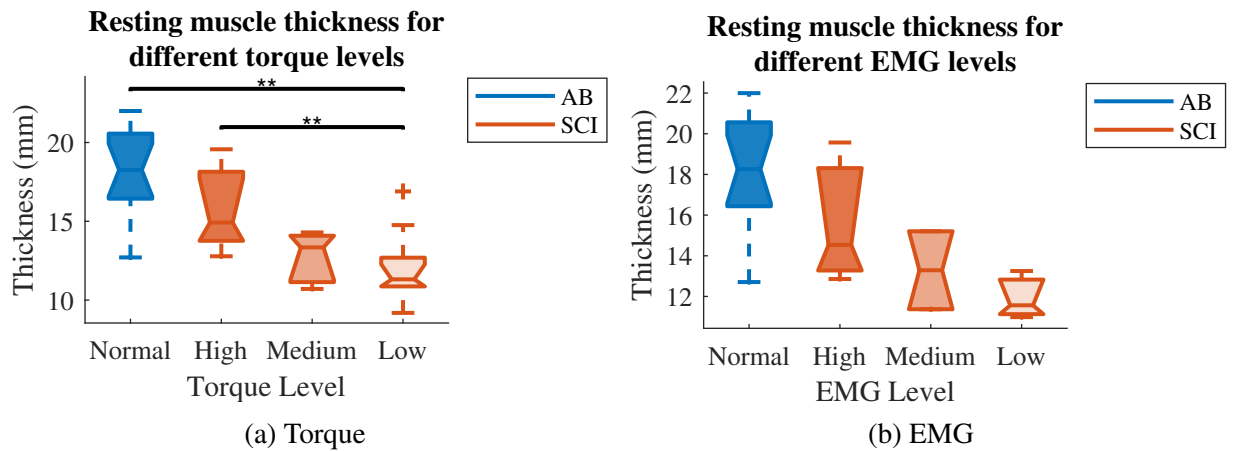 Resting muscle thickness for
different torque levels
**
**
AB
SCI
Thickness (mm)
20
15
10
Normal High Medium Low
Torque Level
(a) Torque
Resting muscle thickness for
different EMG levels
AB
SCI
Thickness (mm)
22
20
18
16
14
12
Normal High Medium Low
EMG Level
(b) EMG